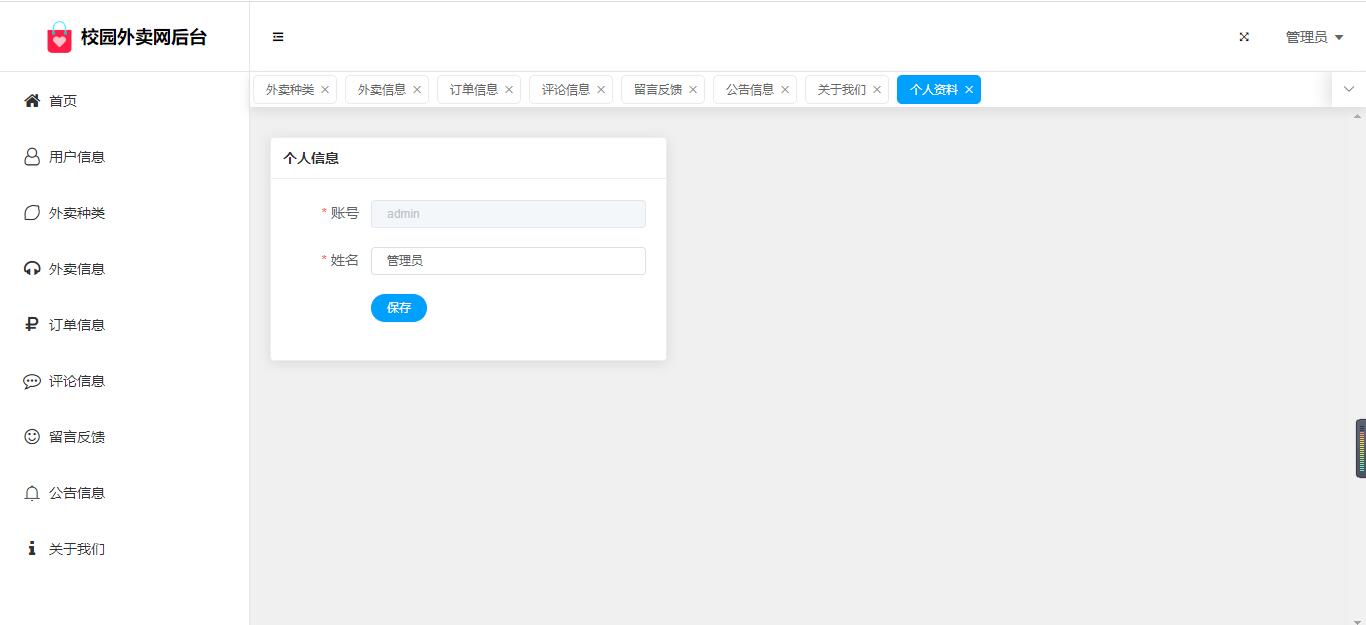 校园外卖网后台
管理员
首页
用户信息
外卖种类
外卖信息
订单信息
评论信息
留言反馈
公告信息
关于我们
外卖种类 外卖信息 订单信息 评论信息 留言反馈 公告信息 关于我们 个人资料
个人信息
* 账号 admin
* 姓名 管理员
保存